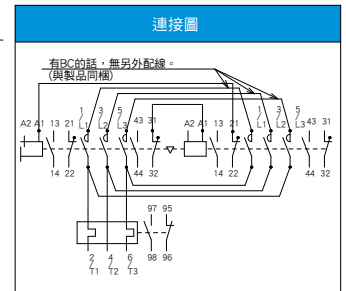 連接圖
有BC的話，無另外配線。
(與製品同梱)
1 3 5 1 3 5
A2 A1 13 21 L1 L2 L3 43 31 A2 A1 13 21 L1 L2 L3 43 31
14 22 44 32 14 22 44 32
97 95
2 4 6 98 96
T1 T2 T3